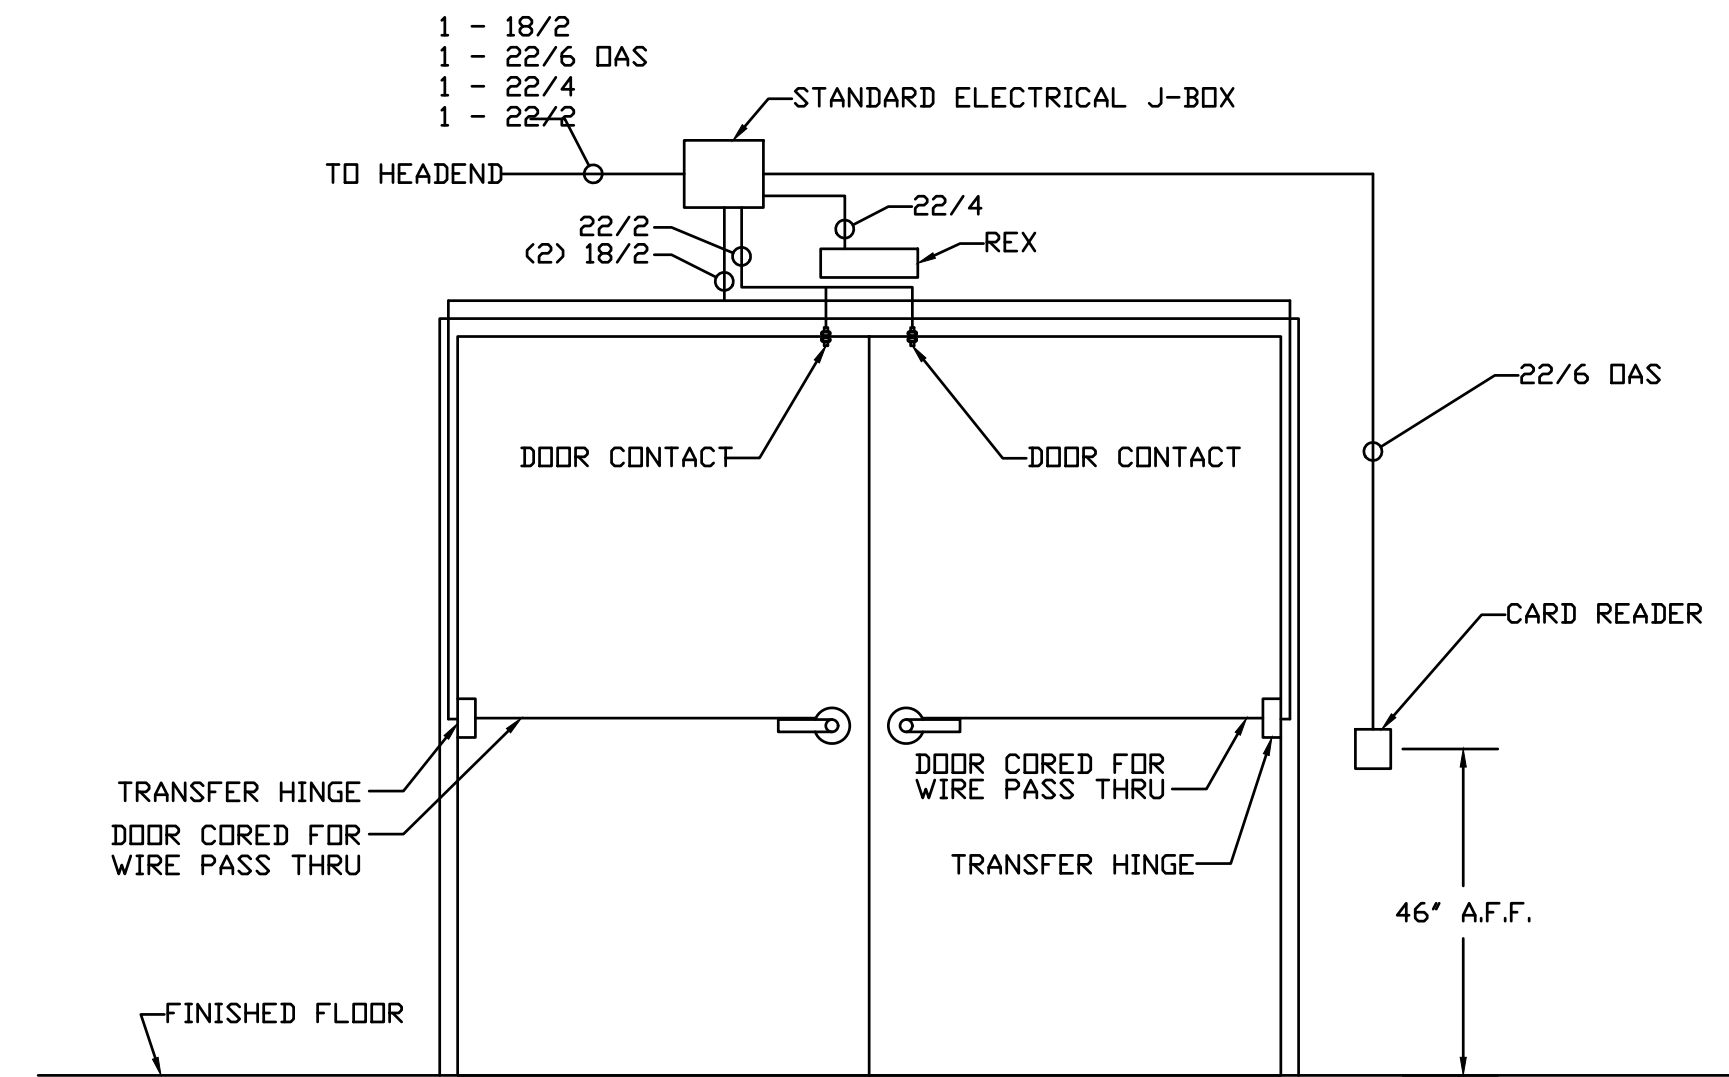 1 - 18/2
1 - 22/6 OAS
1 - 22/4
1 - 22/2
STANDARD ELECTRICAL J-BOX
TO HEADEND
22/4
22/2
REX
(2) 18/2
22/6 OAS
DOOR CONTACT
DOOR CONTACT
CARD READER
DOOR CORED FOR
WIRE PASS THRU
TRANSFER HINGE
DOOR CORED FOR
WIRE PASS THRU
TRANSFER HINGE
46" A.F.F.
FINISHED FLOOR